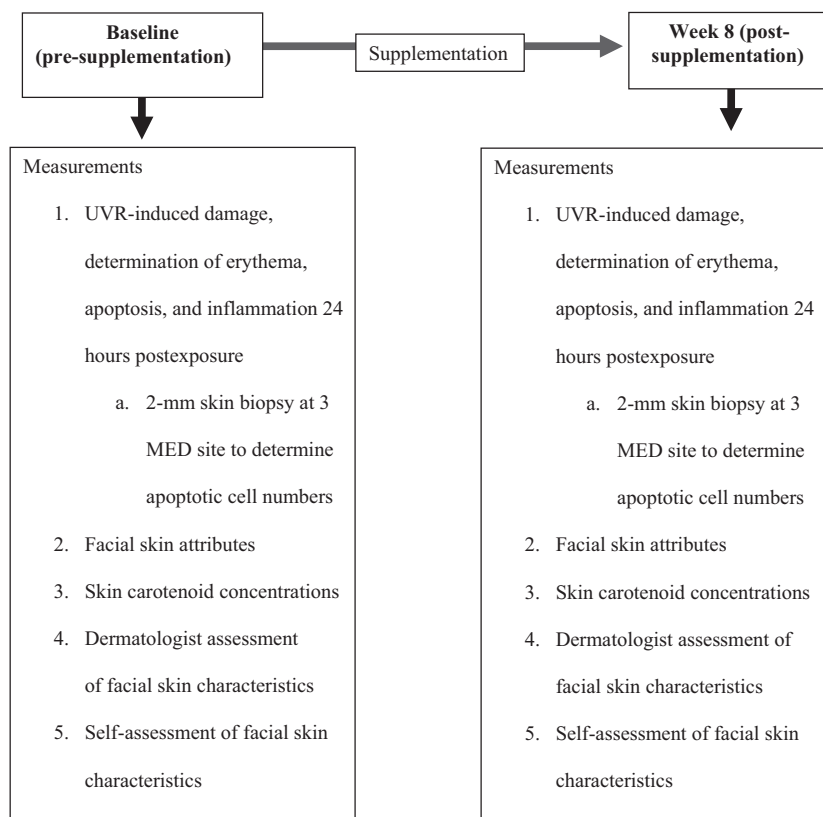 Baseline
(pre-supplementation)
Supplementation
Week 8 (post-
supplementation)
Measurements
1. UVR-induced damage,
determination of erythema,
apoptosis, and inflammation 24
hours postexposure
a. 2-mm skin biopsy at 3
MED site to determine
apoptotic cell numbers
2. Facial skin attributes
3. Skin carotenoid concentrations
4. Dermatologist assessment
of facial skin characteristics
5. Self-assessment of facial skin
characteristics
Measurements
1. UVR-induced damage,
determination of erythema,
apoptosis, and inflammation 24
hours postexposure
a. 2-mm skin biopsy at 3
MED site to determine
apoptotic cell numbers
2. Facial skin attributes
3. Skin carotenoid concentrations
4. Dermatologist assessment of
facial skin characteristics
5. Self-assessment of facial skin
characteristics